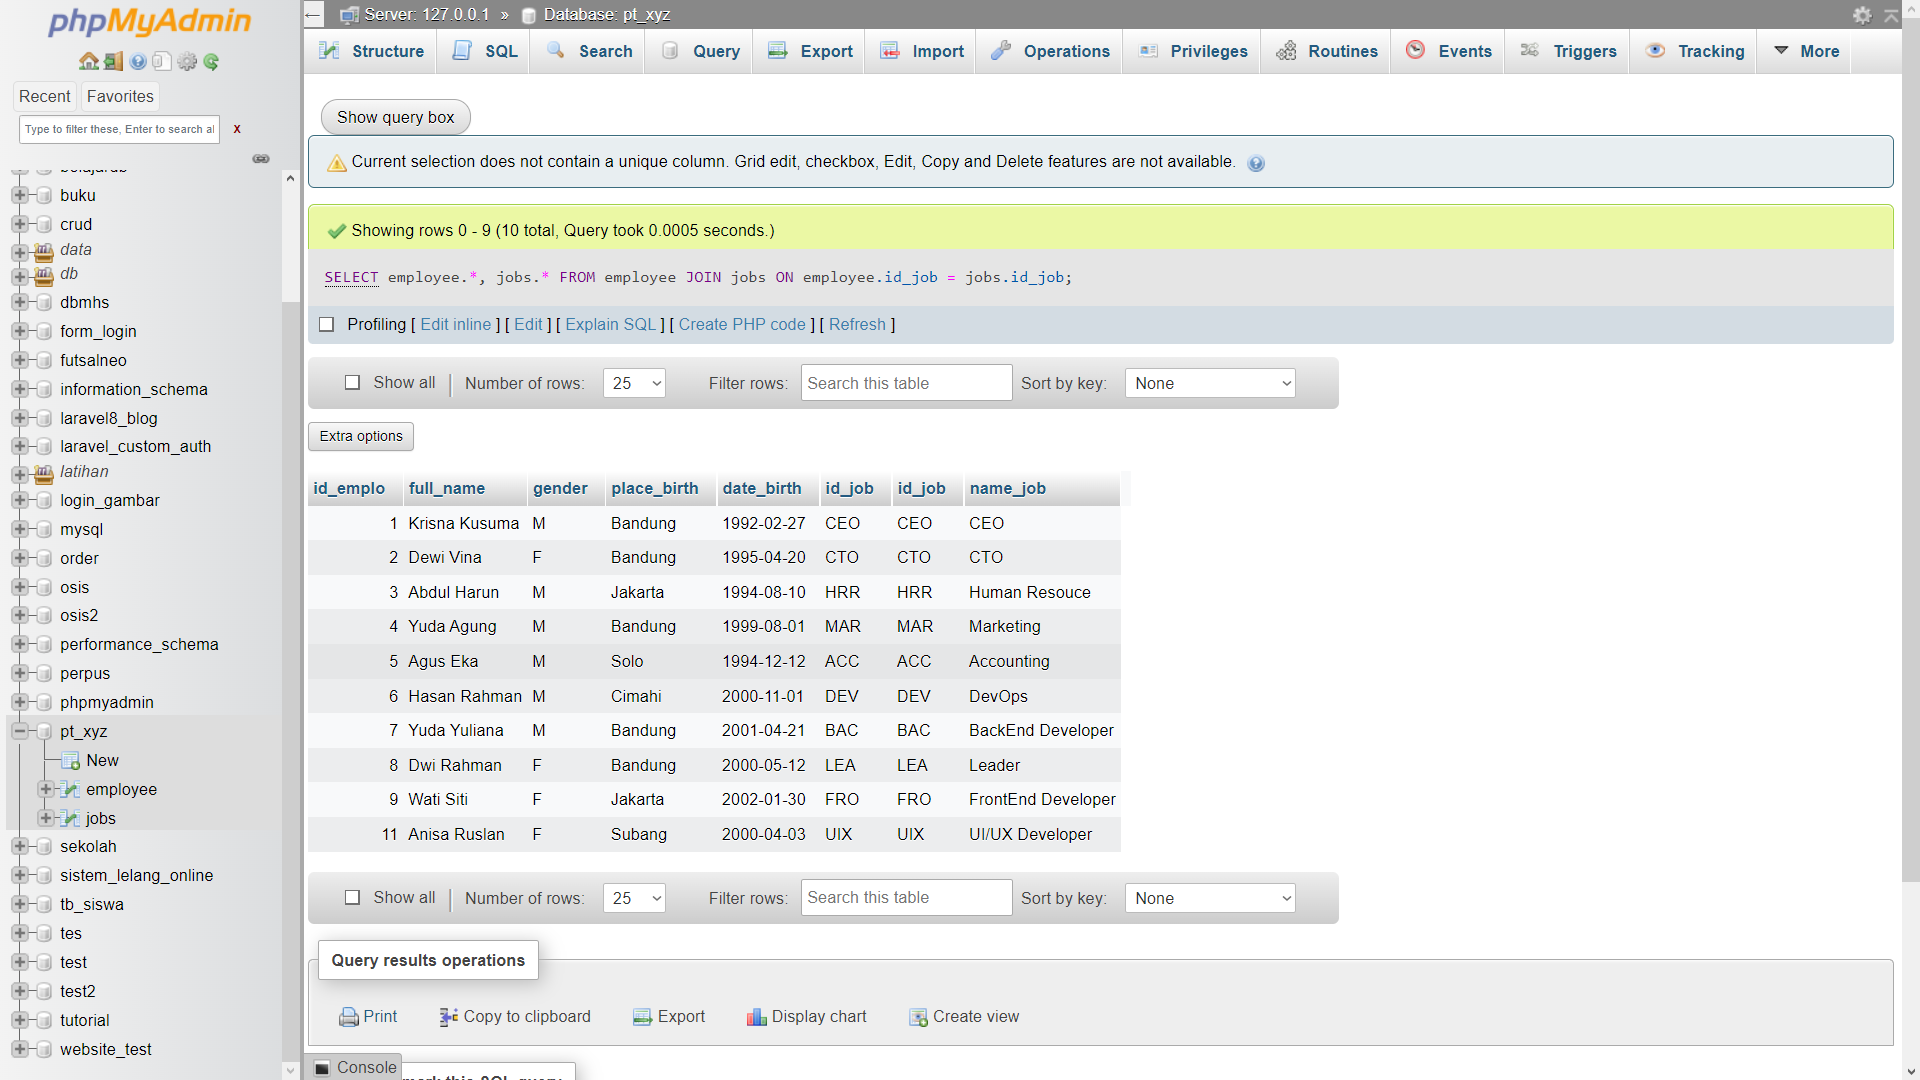 phpMyAdmin
Recent Favorites
Type to filter these, Enter to search al X
buku
crud
data
db
dbmhs
form_login
futsalneo
information_schema
laravel8_blog
laravel_custom_auth
latihan
login_gambar
mysql
order
osis
osis2
performance_schema
perpus
phpmyadmin
pt_xyz
New
employee
jobs
sekolah
sistem_lelang_online
tb_siswa
tes
test
test2
tutorial
website_test
Server: 127.0.0.1 » Database: pt_xyz
Structure SQL Search Query Export Import Operations Privileges Routines Events Triggers Tracking More
Show query box
Current selection does not contain a unique column. Grid edit, checkbox, Edit, Copy and Delete features are not available.
Showing rows 0 - 9 (10 total, Query took 0.0005 seconds.)
SELECT employee.*, jobs.* FROM employee JOIN jobs ON employee.id_job = jobs.id_job;
Profiling [ Edit inline ] [ Edit ] [ Explain SQL ] [ Create PHP code ] [ Refresh ]
Show all Number of rows: 25 Filter rows: Search this table Sort by key: None
Extra options
id_emplo full_name gender place_birth date_birth id_job id_job name_job
1 Krisna Kusuma M Bandung 1992-02-27 CEO CEO CEO
2 Dewi Vina F Bandung 1995-04-20 CTO CTO CTO
3 Abdul Harun M Jakarta 1994-08-10 HRR HRR Human Resouce
4 Yuda Agung M Bandung 1999-08-01 MAR MAR Marketing
5 Agus Eka M Solo 1994-12-12 ACC ACC Accounting
6 Hasan Rahman M Cimahi 2000-11-01 DEV DEV DevOps
7 Yuda Yuliana M Bandung 2001-04-21 BAC BAC BackEnd Developer
8 Dwi Rahman F Bandung 2000-05-12 LEA LEA Leader
9 Wati Siti F Jakarta 2002-01-30 FRO FRO FrontEnd Developer
11 Anisa Ruslan F Subang 2000-04-03 UIX UIX UI/UX Developer
Show all Number of rows: 25 Filter rows: Search this table Sort by key: None
Query results operations
Print Copy to clipboard Export Display chart Create view
Console